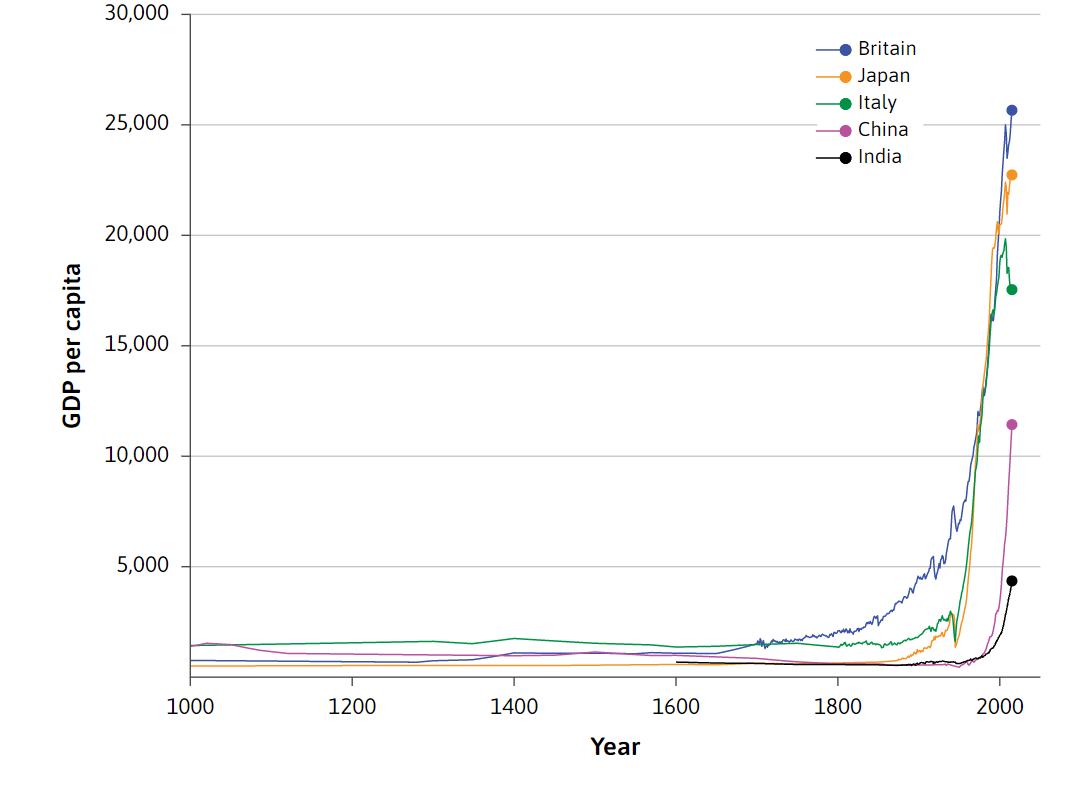 30,000
25,000
20,000
15,000
10,000
5,000
GDP per capita
Britain
Japan
Italy
China
India
1000 1200 1400 1600 1800 2000
Year